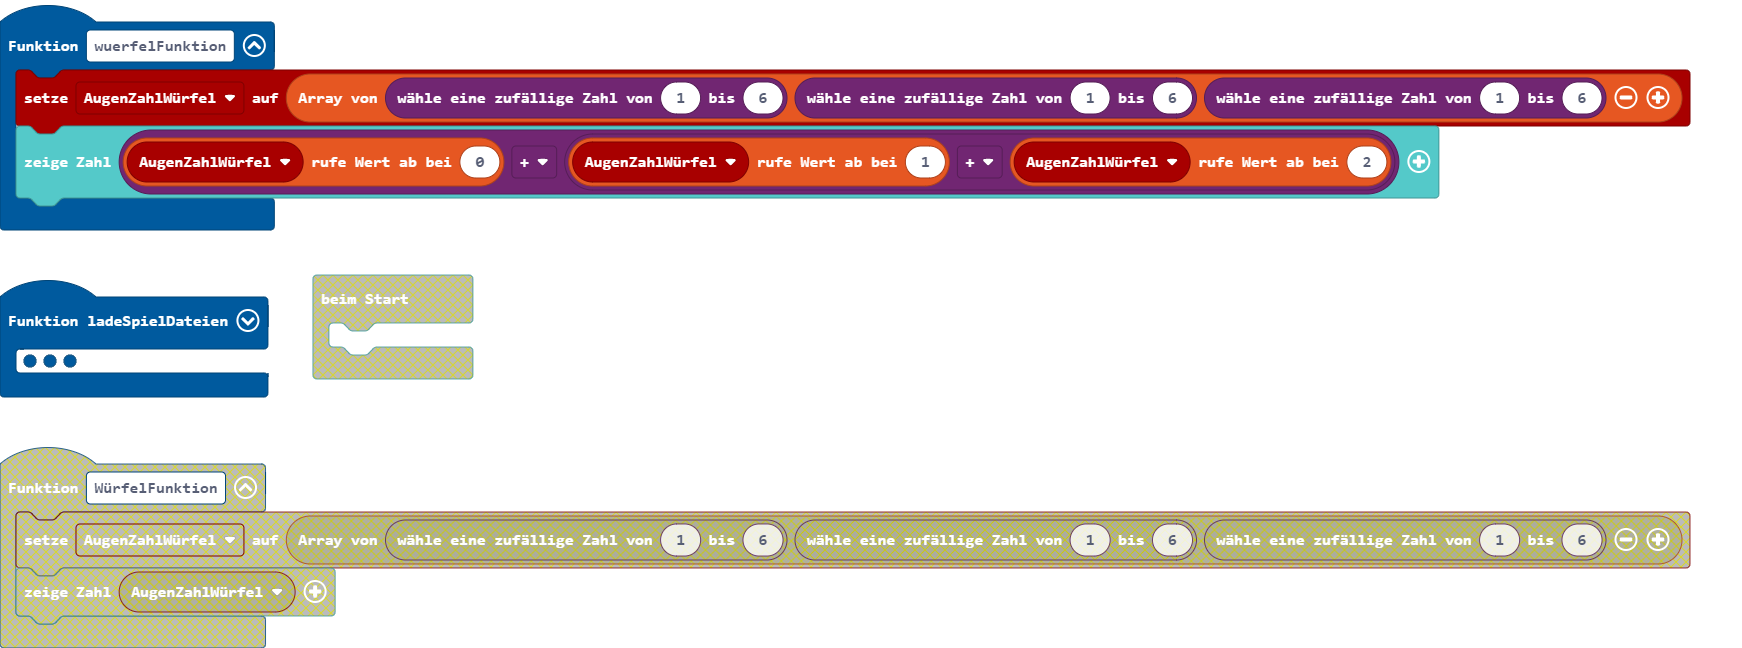 Funktion wuerfelFunktion
setze AugenZahlWürfel auf Array von wähle eine zufällige Zahl von 1 bis 6 wähle eine zufällige Zahl von 1 bis 6 wähle eine zufällige Zahl von 1 bis 6
zeige Zahl AugenZahlWürfel rufe Wert ab bei 0 + AugenZahlWürfel rufe Wert ab bei 1 + AugenZahlWürfel rufe Wert ab bei 2
beim Start
Funktion ladeSpielDateien
Funktion WürfelFunktion
setze AugenZahlWürfel auf Array von wähle eine zufällige Zahl von 1 bis 6 wähle eine zufällige Zahl von 1 bis 6 wähle eine zufällige Zahl von 1 bis 6
zeige Zahl AugenZahlWürfel